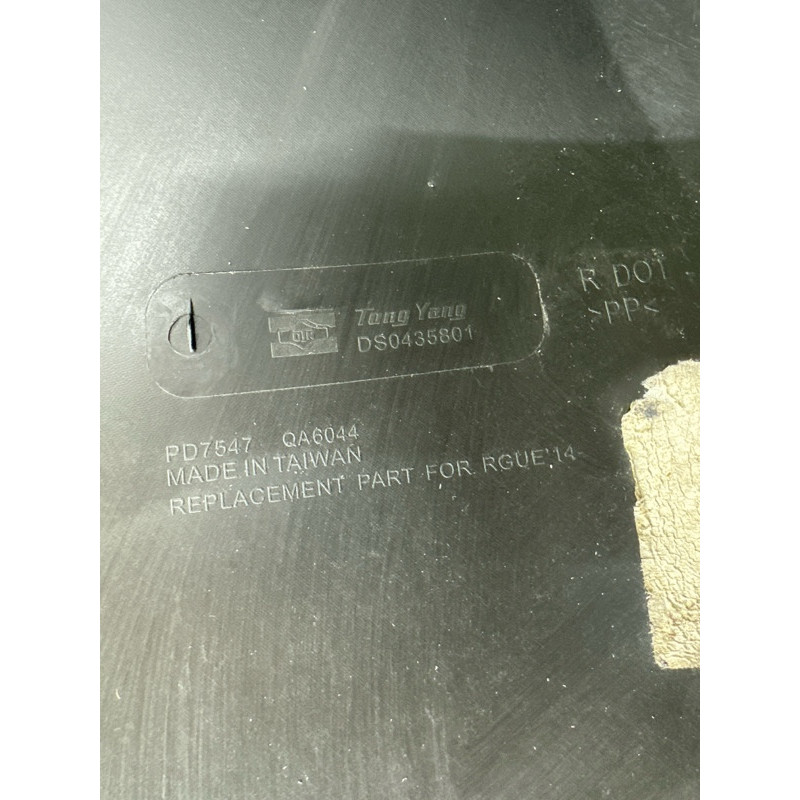 Tong Yang
DS0435801
R DOT
>PP<
PD7547 QA6044
MADE IN TAIWAN
REPLACEMENT PART FOR RGUE'14-